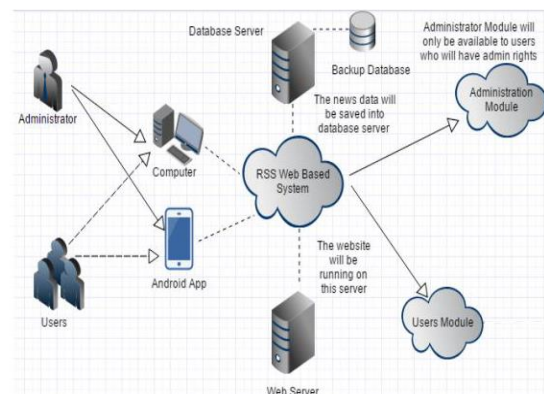 Database Server
Backup Database
Administrator Module will
only be available to users
who will have admin rights
Administrator
Administration
Module
The news data will
be saved into
database server
Computer
RSS Web Based
System
Android App
Users
The website
will be
running on
this server
Users Module
Web Server